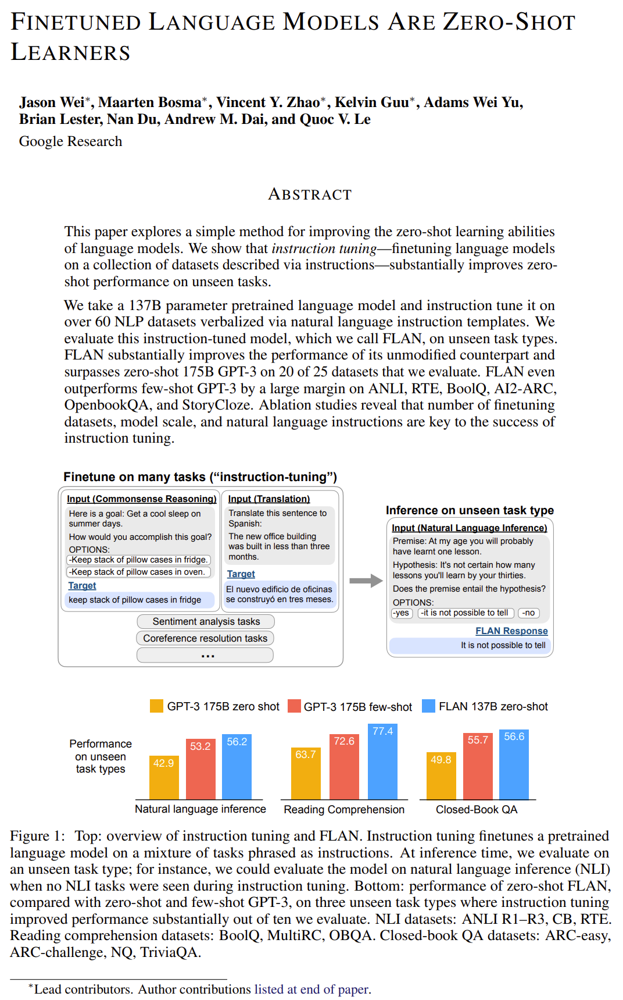 FINETUNED LANGUAGE MODELS ARE ZERO-SHOT
LEARNERS
Jason Wei*, Maarten Bosma*, Vincent Y. Zhao*, Kelvin Guu*, Adams Wei Yu,
Brian Lester, Nan Du, Andrew M. Dai, and Quoc V. Le
Google Research
ABSTRACT
This paper explores a simple method for improving the zero-shot learning abilities
of language models. We show that instruction tuning—finetuning language models
on a collection of datasets described via instructions—substantially improves zero-
shot performance on unseen tasks.
We take a 137B parameter pretrained language model and instruction tune it on
over 60 NLP datasets verbalized via natural language instruction templates. We
evaluate this instruction-tuned model, which we call FLAN, on unseen task types.
FLAN substantially improves the performance of its unmodified counterpart and
surpasses zero-shot 175B GPT-3 on 20 of 25 datasets that we evaluate. FLAN even
outperforms few-shot GPT-3 by a large margin on ANLI, RTE, BoolQ, AI2-ARC,
OpenbookQA, and StoryCloze. Ablation studies reveal that number of finetuning
datasets, model scale, and natural language instructions are key to the success of
instruction tuning.
Finetune on many tasks (“instruction-tuning”)
Input (Commonsense Reasoning)
Here is a goal: Get a cool sleep on
summer days.
How would you accomplish this goal?
OPTIONS:
-Keep stack of pillow cases in fridge.
-Keep stack of pillow cases in oven.
Target
keep stack of pillow cases in fridge
Input (Translation)
Translate this sentence to
Spanish:
The new office building
was built in less than three
months.
Target
El nuevo edificio de oficinas
se construyó en tres meses.
Sentiment analysis tasks
Coreference resolution tasks
...
Inference on unseen task type
Input (Natural Language Inference)
Premise: At my age you will probably
have learnt one lesson.
Hypothesis: It's not certain how many
lessons you'll learn by your thirties.
Does the premise entail the hypothesis?
OPTIONS:
-yes -it is not possible to tell -no
FLAN Response
It is not possible to tell
GPT-3 175B zero shot GPT-3 175B few-shot FLAN 137B zero-shot
Performance
on unseen
task types
42.9 53.2 56.2
Natural language inference
63.7 72.6 77.4
Reading Comprehension
49.8 55.7 56.6
Closed-Book QA
Figure 1: Top: overview of instruction tuning and FLAN. Instruction tuning finetunes a pretrained
language model on a mixture of tasks phrased as instructions. At inference time, we evaluate on
an unseen task type; for instance, we could evaluate the model on natural language inference (NLI)
when no NLI tasks were seen during instruction tuning. Bottom: performance of zero-shot FLAN,
compared with zero-shot and few-shot GPT-3, on three unseen task types where instruction tuning
improved performance substantially out of ten we evaluate. NLI datasets: ANLI R1–R3, CB, RTE.
Reading comprehension datasets: BoolQ, MultiRC, OBQA. Closed-book QA datasets: ARC-easy,
ARC-challenge, NQ, TriviaQA.
*Lead contributors. Author contributions listed at end of paper.